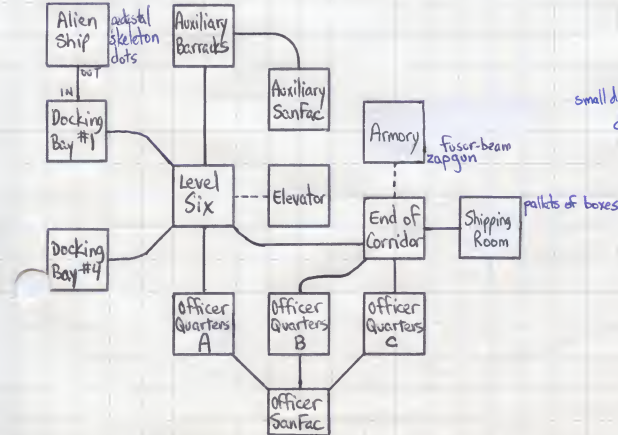 Alien
Ship
pedestal
skeleton
dots
OUT
IN
Docking
Bay #1
Auxiliary
Barracks
Auxiliary
SanFac
small d
Armory
fuser-beam
zapgun
Level
Six
Elevator
End of
Corridor
Shipping
Room
pallets of boxes
Docking
Bay #4
Officer
Quarters
A
Officer
Quarters
B
Officer
Quarters
C
Officer
SanFac